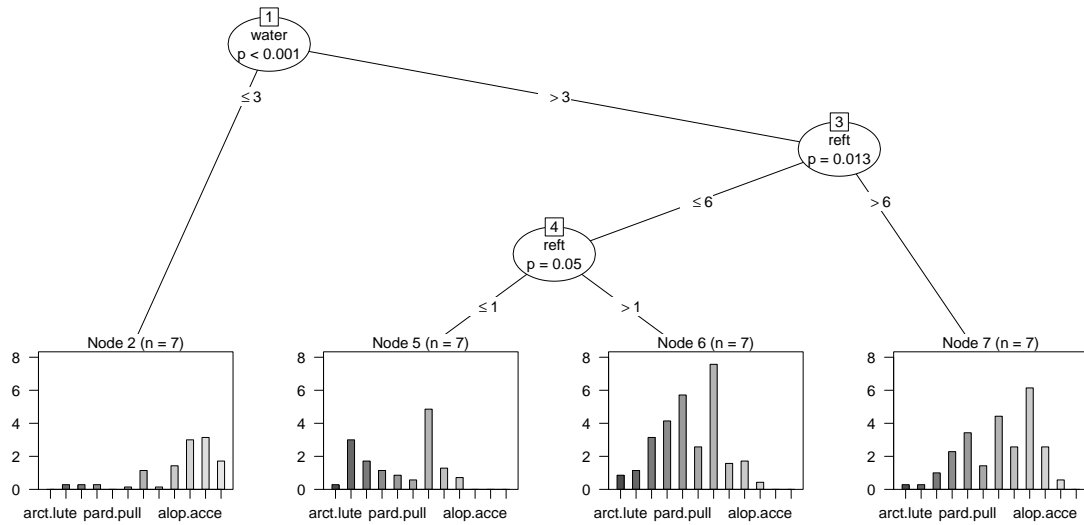 1
water
p < 0.001
≤ 3
> 3
3
reft
p = 0.013
≤ 6
> 6
4
reft
p = 0.05
≤ 1
> 1
Node 2 (n = 7)
8
6
4
2
0
arct.lute pard.pull alop.acce
Node 5 (n = 7)
8
6
4
2
0
arct.lute pard.pull alop.acce
Node 6 (n = 7)
8
6
4
2
0
arct.lute pard.pull alop.acce
Node 7 (n = 7)
8
6
4
2
0
arct.lute pard.pull alop.acce